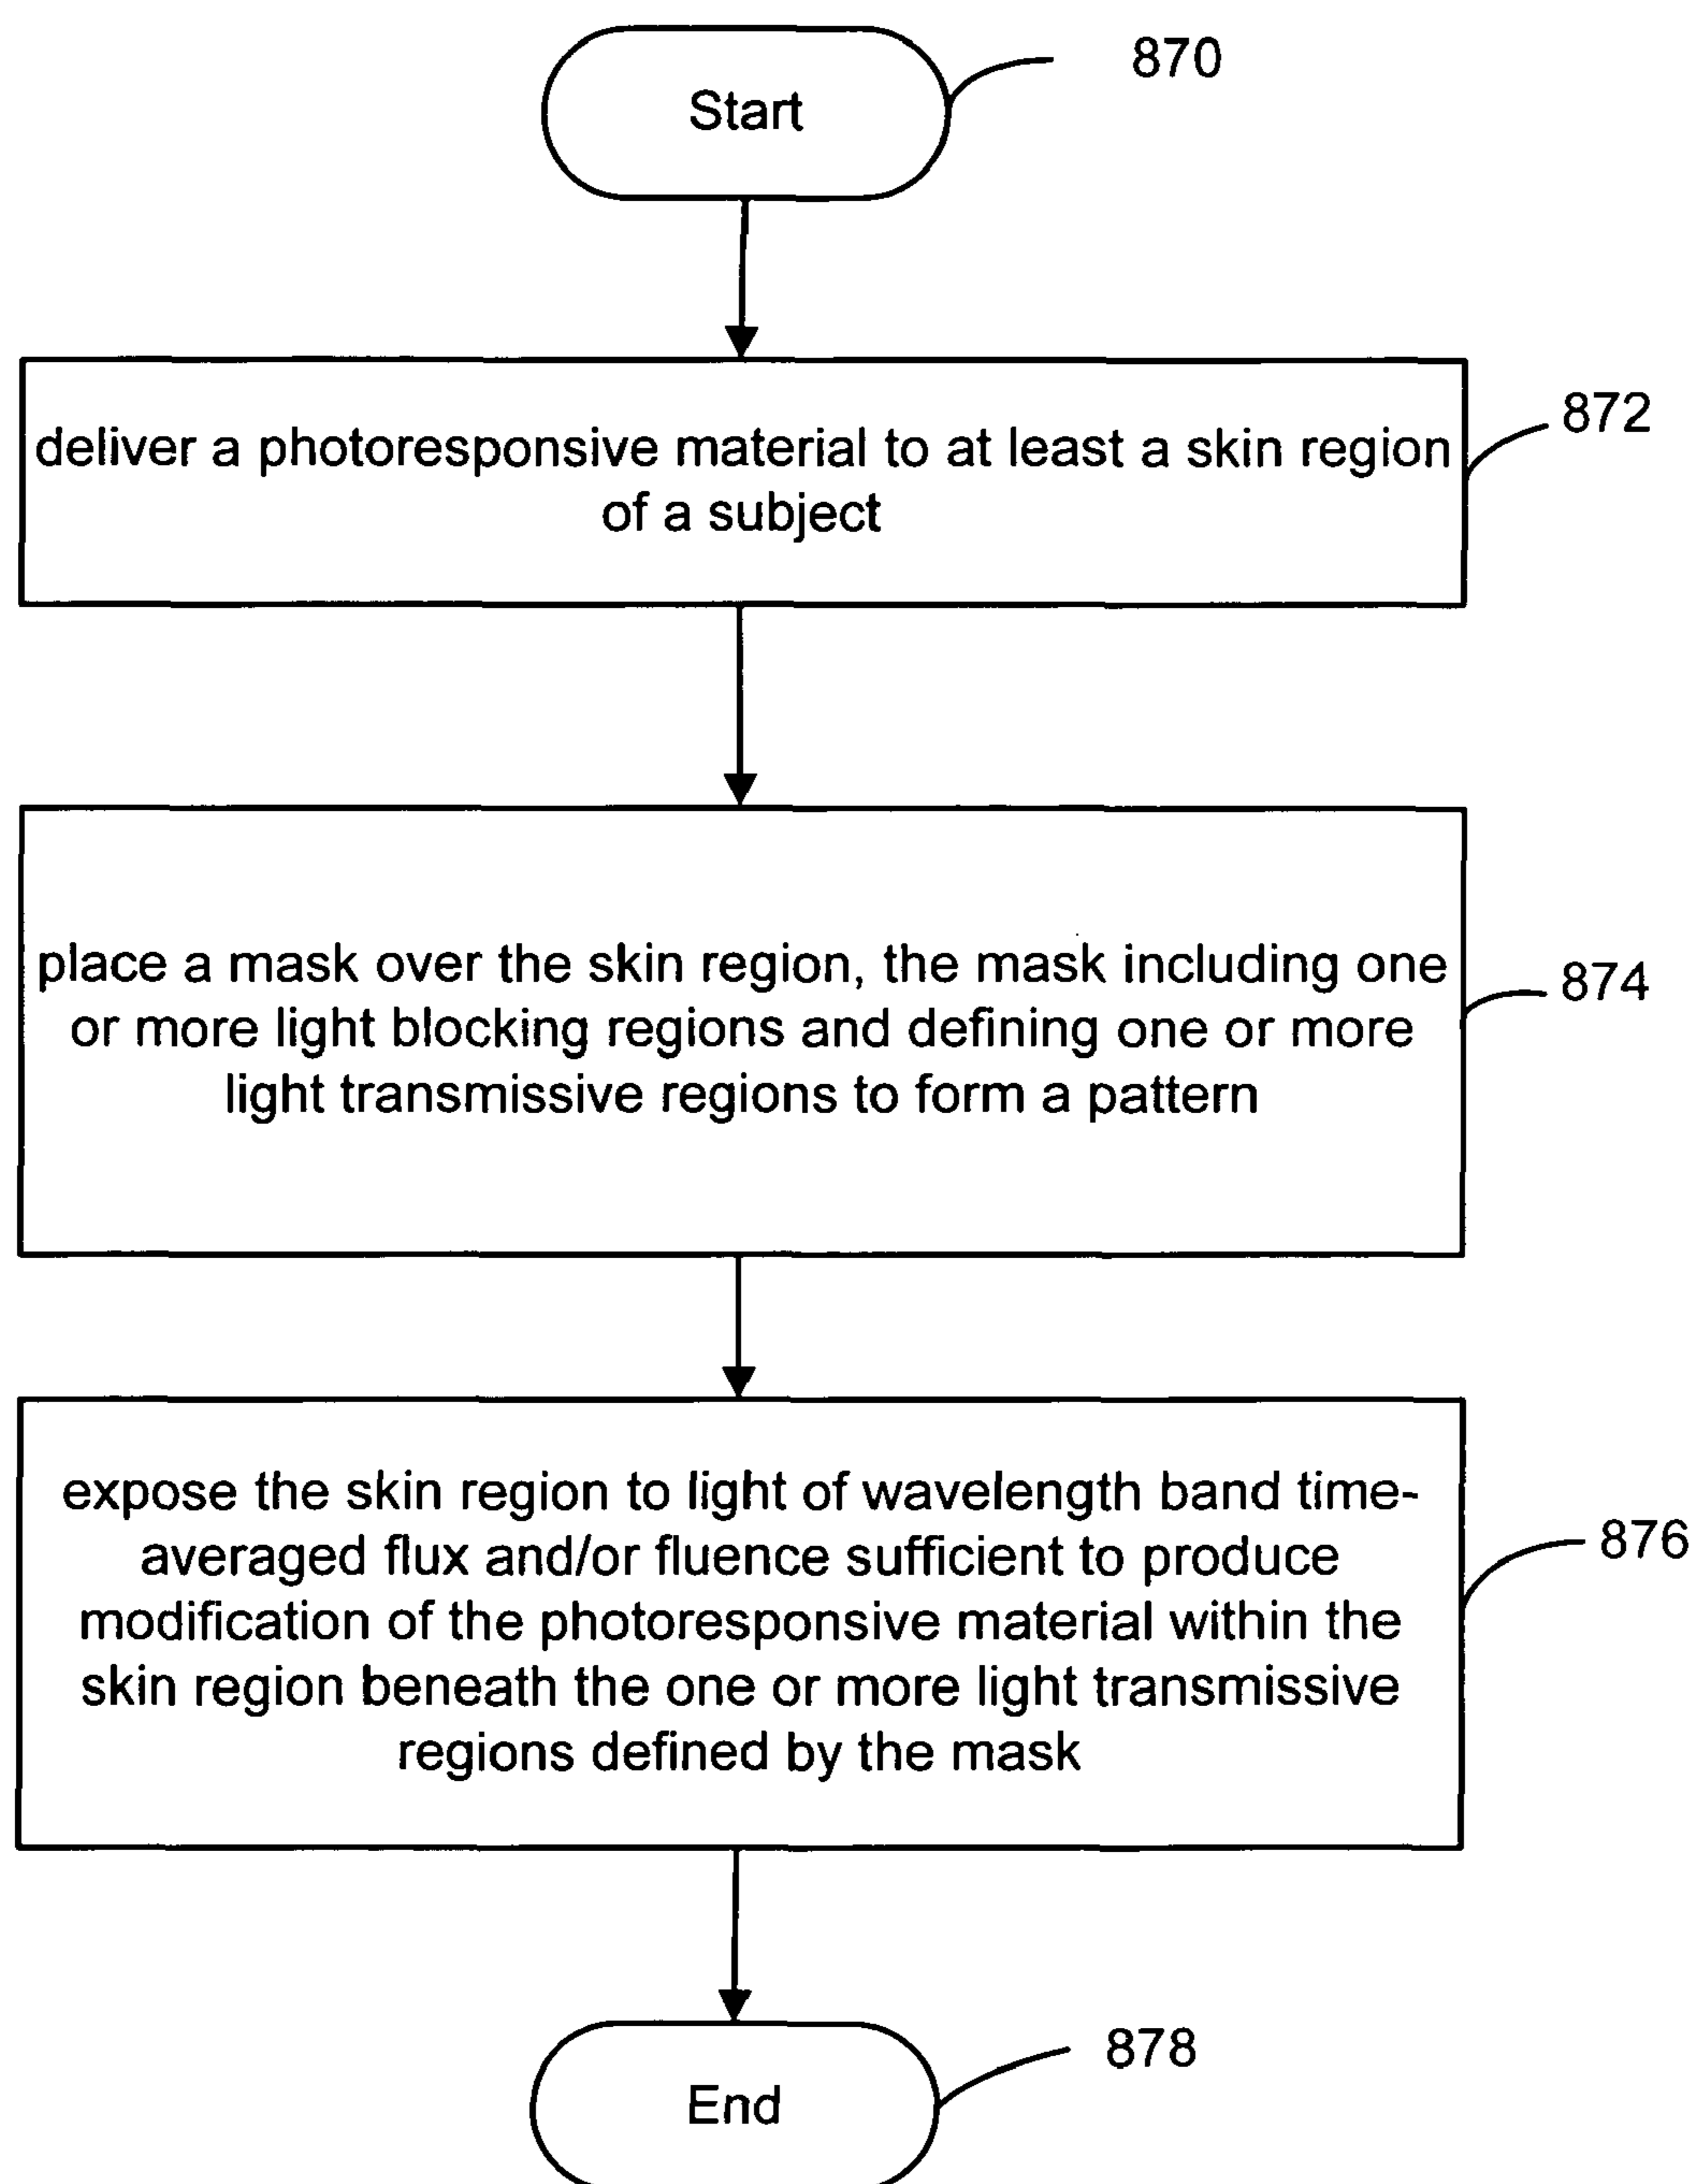 870
Start
872
deliver a photoresponsive material to at least a skin region
of a subject
874
place a mask over the skin region, the mask including one
or more light blocking regions and defining one or more
light transmissive regions to form a pattern
876
expose the skin region to light of wavelength band time-
averaged flux and/or fluence sufficient to produce
modification of the photoresponsive material within the
skin region beneath the one or more light transmissive
regions defined by the mask
878
End